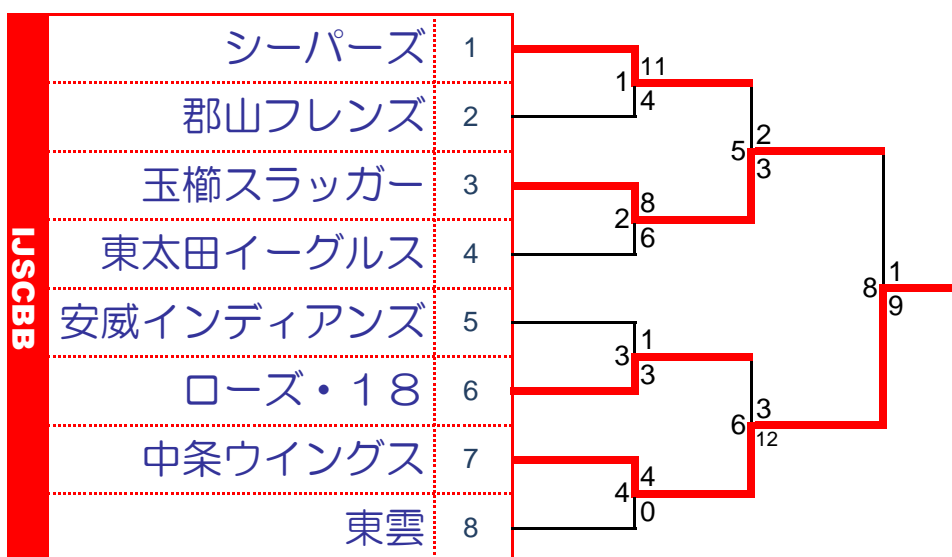 IJSCBB
シーパーズ 1
郡山フレンズ 2
玉櫛スラッガー 3
東太田イーグルス 4
安威インディアンズ 5
ローズ・１８ 6
中条ウイングス 7
東雲 8
11
1
4
2
5
3
8
2
6
1
8
9
1
3
3
3
6
12
4
4
0